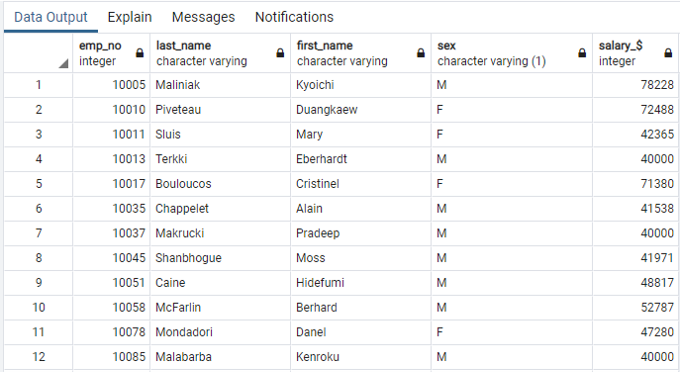 Data Output Explain Messages Notifications
emp_no last_name first_name sex salary_$
integer character varying character varying character varying (1) integer
1 10005 Maliniak Kyoichi M 78228
2 10010 Piveteau Duangkaew F 72488
3 10011 Sluis Mary F 42365
4 10013 Terkki Eberhardt M 40000
5 10017 Bouloucos Cristinel F 71380
6 10035 Chappelet Alain M 41538
7 10037 Makrucki Pradeep M 40000
8 10045 Shanbhogue Moss M 41971
9 10051 Caine Hidefumi M 48817
10 10058 McFarlin Berhard M 52787
11 10078 Mondadori Danel F 47280
12 10085 Malabarba Kenroku M 40000